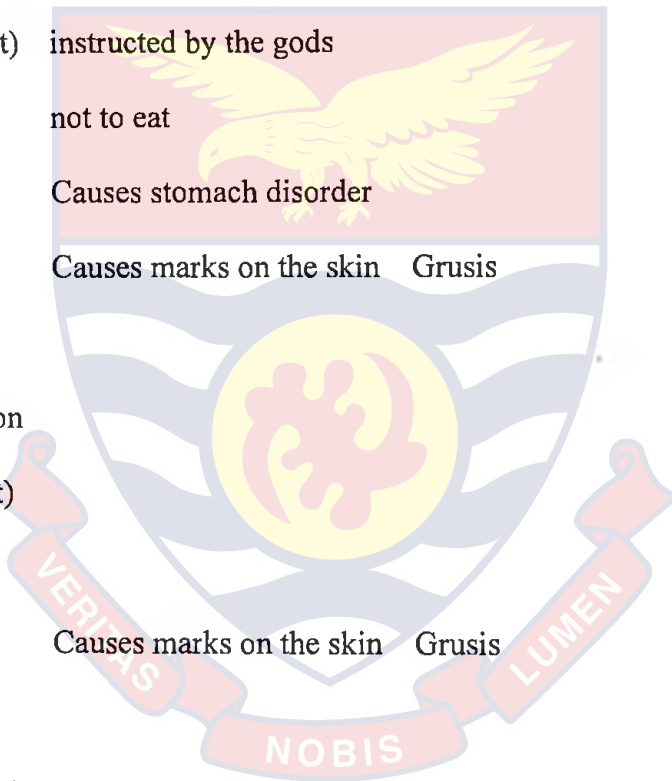 t) instructed by the gods
not to eat
Causes stomach disorder
Causes marks on the skin Grusis
on
t)
Causes marks on the skin Grusis
VERITAS
NOBIS
LUMEN